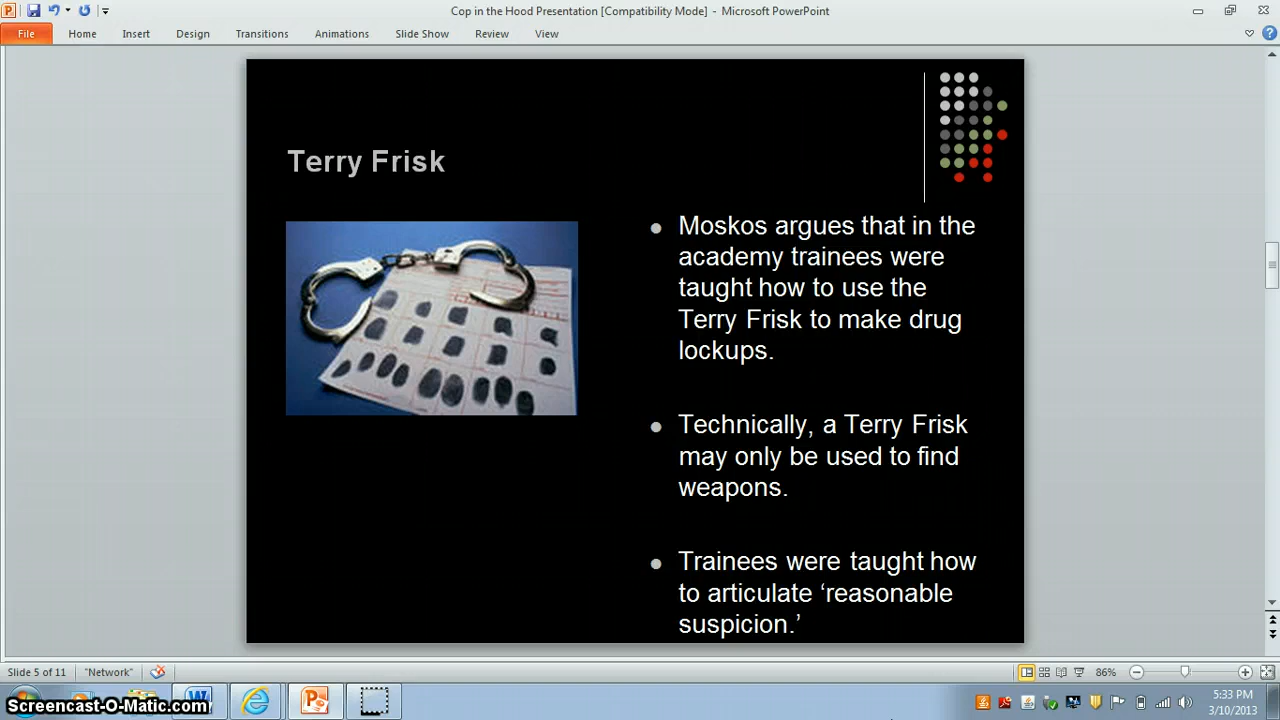 Cop in the Hood Presentation [Compatibility Mode] - Microsoft PowerPoint
File Home Insert Design Transitions Animations Slide Show Review View
Terry Frisk
• Moskos argues that in the
academy trainees were
taught how to use the
Terry Frisk to make drug
lockups.
• Technically, a Terry Frisk
may only be used to find
weapons.
• Trainees were taught how
to articulate ‘reasonable
suspicion.’
Slide 5 of 11 "Network" 86%
Screencast-O-Matic.com
5:33 PM
3/10/2013